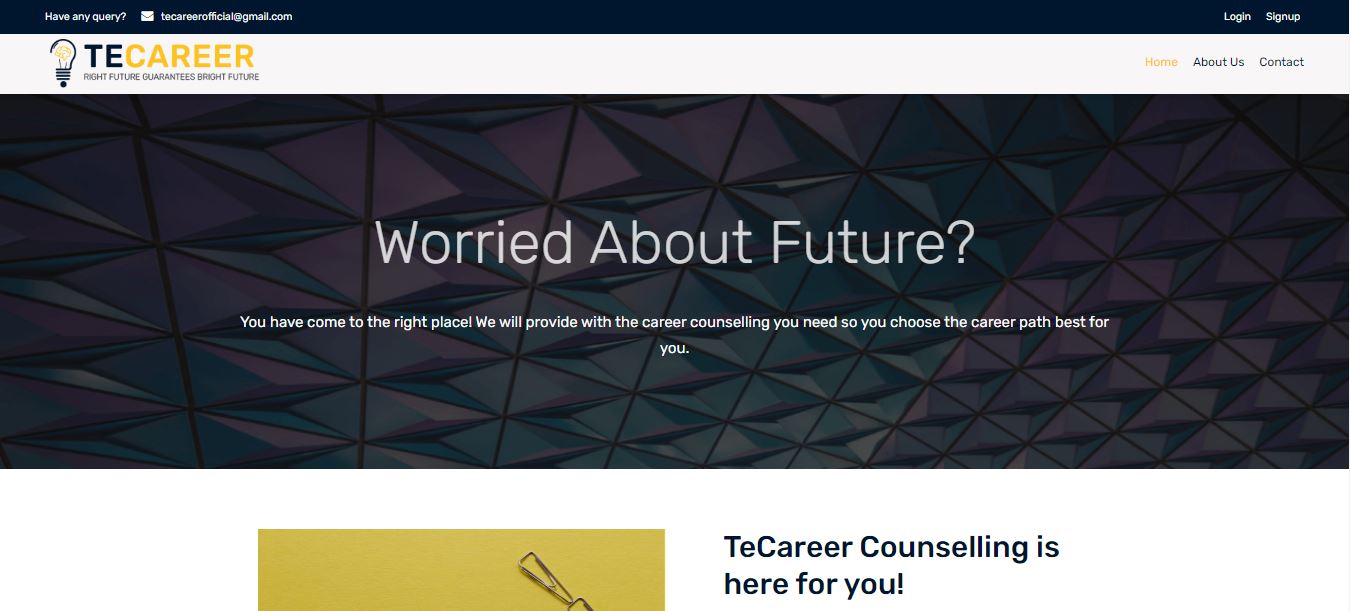 Have any query? tecareerofficial@gmail.com Login Signup
TECAREER
RIGHT FUTURE GUARANTEES BRIGHT FUTURE
Home About Us Contact
Worried About Future?
You have come to the right place! We will provide with the career counselling you need so you choose the career path best for
you.
TeCareer Counselling is
here for you!